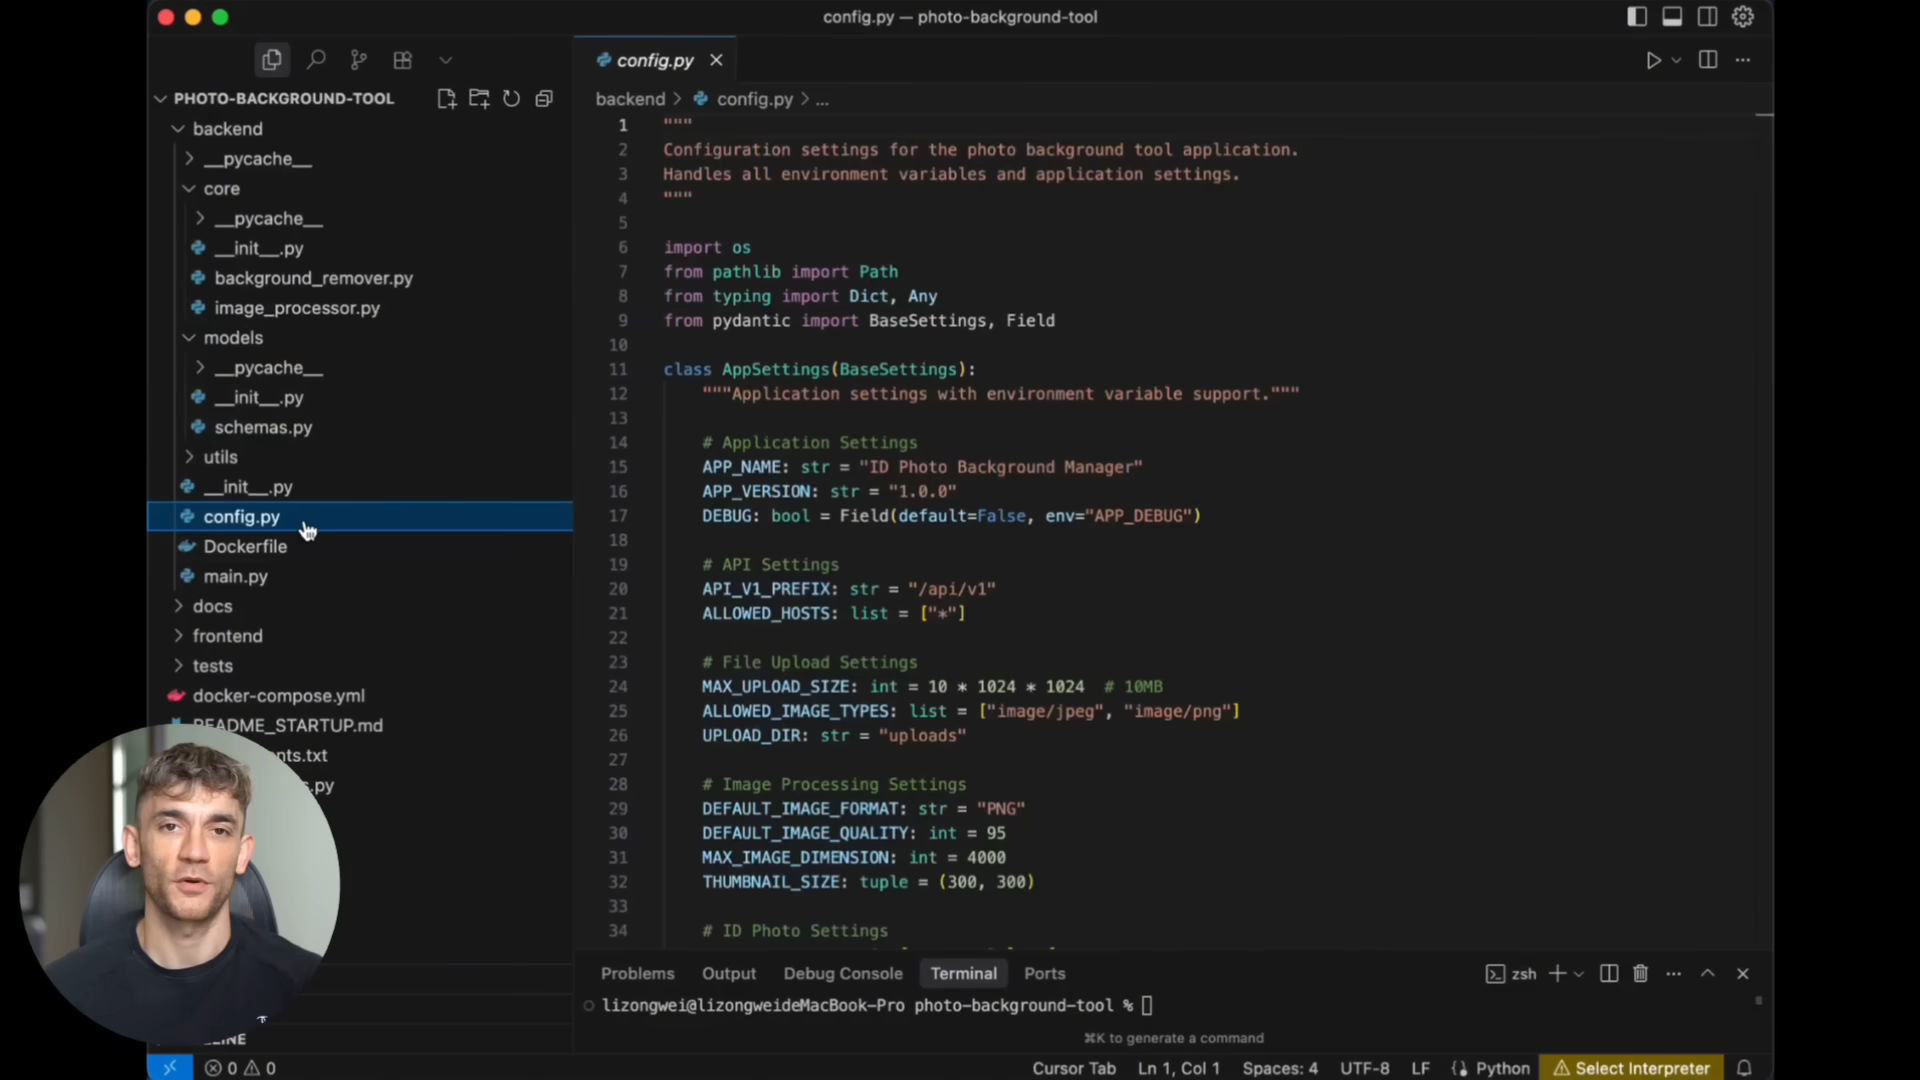 config.py — photo-background-tool
config.py
PHOTO-BACKGROUND-TOOL
backend
__pycache__
core
__pycache__
__init__.py
background_remover.py
image_processor.py
models
__pycache__
__init__.py
schemas.py
utils
__init__.py
config.py
Dockerfile
main.py
docs
frontend
tests
docker-compose.yml
README_STARTUP.md
nts.txt
s.py
backend > config.py > ...
1 """
2 Configuration settings for the photo background tool application.
3 Handles all environment variables and application settings.
4 """
5
6 import os
7 from pathlib import Path
8 from typing import Dict, Any
9 from pydantic import BaseSettings, Field
10
11 class AppSettings(BaseSettings):
12 """Application settings with environment variable support."""
13
14 # Application Settings
15 APP_NAME: str = "ID Photo Background Manager"
16 APP_VERSION: str = "1.0.0"
17 DEBUG: bool = Field(default=False, env="APP_DEBUG")
18
19 # API Settings
20 API_V1_PREFIX: str = "/api/v1"
21 ALLOWED_HOSTS: list = ["*"]
22
23 # File Upload Settings
24 MAX_UPLOAD_SIZE: int = 10 * 1024 * 1024 # 10MB
25 ALLOWED_IMAGE_TYPES: list = ["image/jpeg", "image/png"]
26 UPLOAD_DIR: str = "uploads"
27
28 # Image Processing Settings
29 DEFAULT_IMAGE_FORMAT: str = "PNG"
30 DEFAULT_IMAGE_QUALITY: int = 95
31 MAX_IMAGE_DIMENSION: int = 4000
32 THUMBNAIL_SIZE: tuple = (300, 300)
33
34 # ID Photo Settings
Problems Output Debug Console Terminal Ports
zsh
lizongwei@lizongweideMacBook-Pro photo-background-tool %
⌘K to generate a command
0 0
Cursor Tab Ln 1, Col 1 Spaces: 4 UTF-8 LF Python Select Interpreter